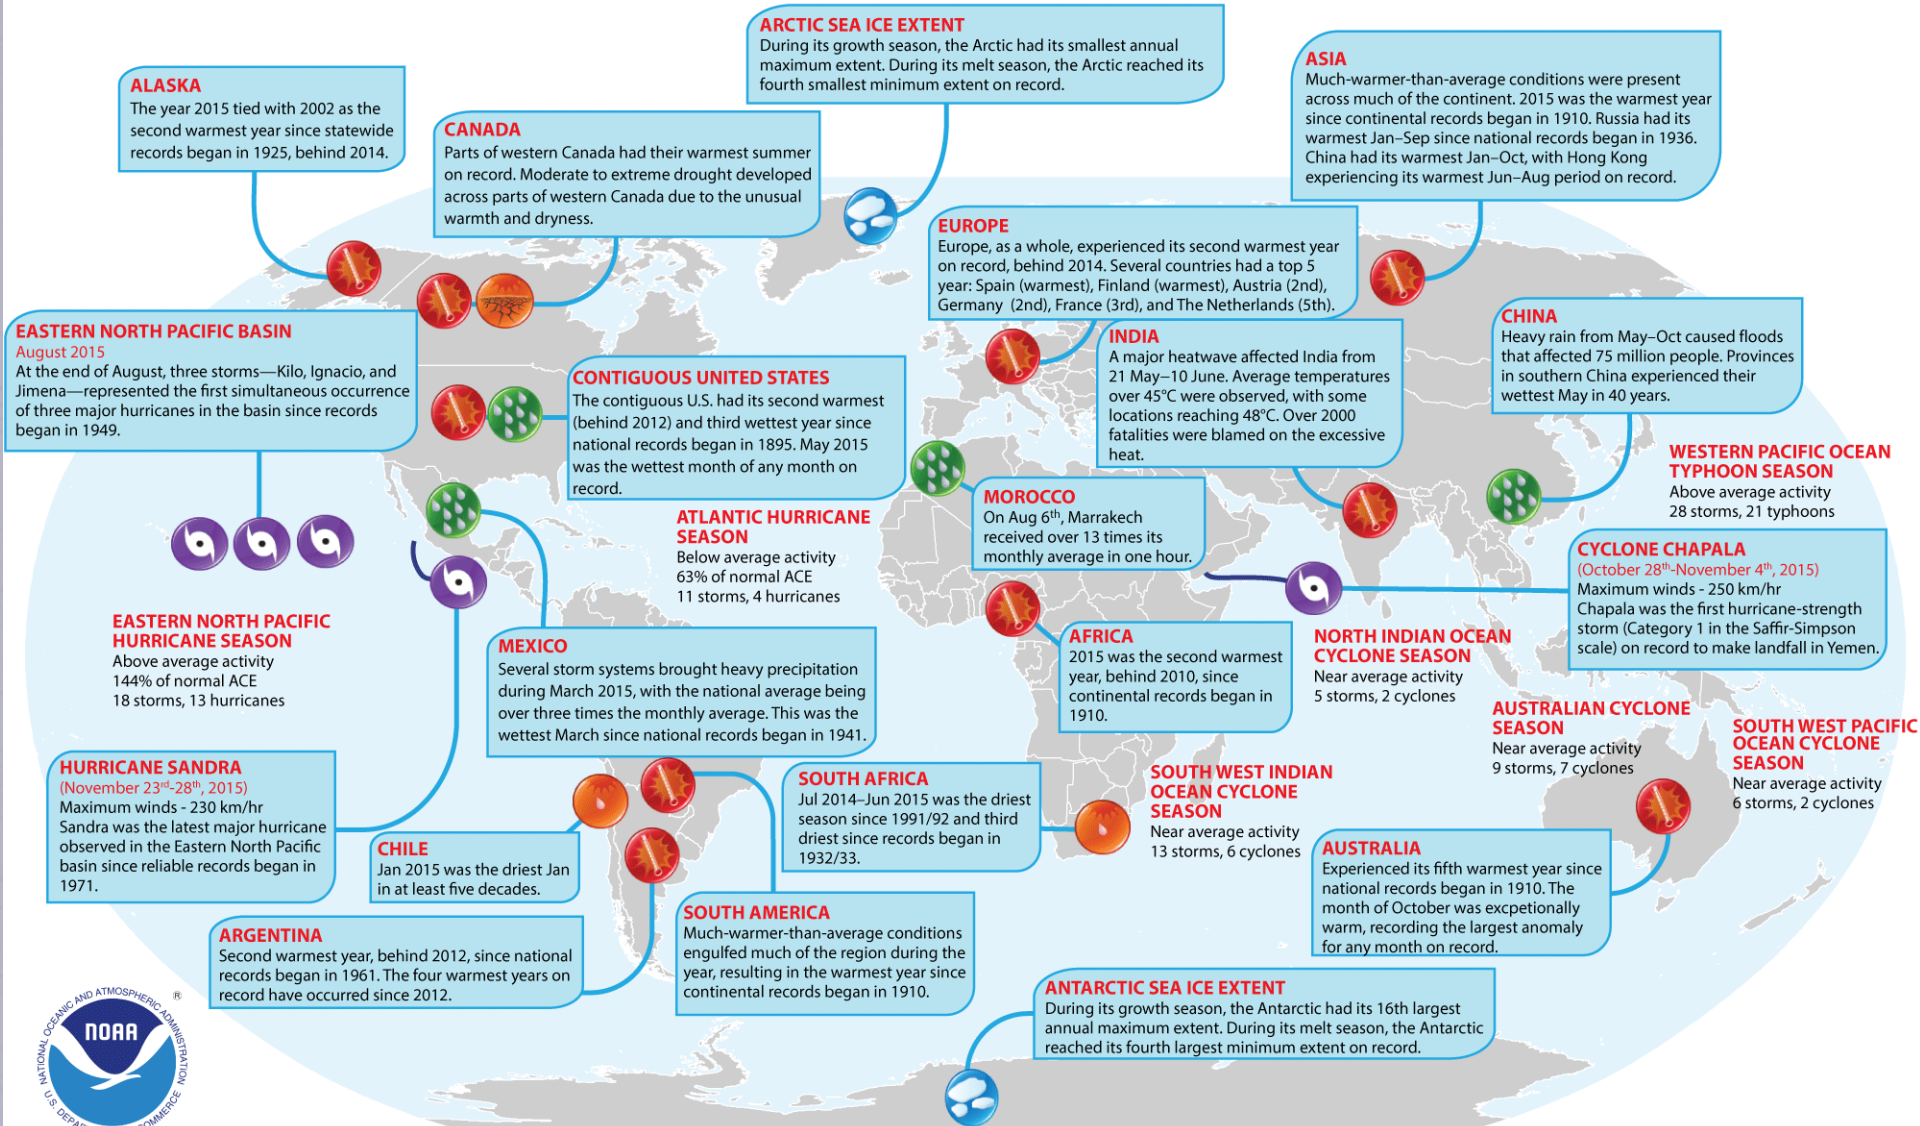 ARCTIC SEA ICE EXTENT
During its growth season, the Arctic had its smallest annual
maximum extent. During its melt season, the Arctic reached its
fourth smallest minimum extent on record.
ALASKA
The year 2015 tied with 2002 as the
second warmest year since statewide
records began in 1925, behind 2014.
CANADA
Parts of western Canada had their warmest summer
on record. Moderate to extreme drought developed
across parts of western Canada due to the unusual
warmth and dryness.
ASIA
Much-warmer-than-average conditions were present
across much of the continent. 2015 was the warmest year
since continental records began in 1910. Russia had its
warmest Jan–Sep since national records began in 1936.
China had its warmest Jan–Oct, with Hong Kong
experiencing its warmest Jun–Aug period on record.
EUROPE
Europe, as a whole, experienced its second warmest year
on record, behind 2014. Several countries had a top 5
year: Spain (warmest), Finland (warmest), Austria (2nd),
Germany (2nd), France (3rd), and The Netherlands (5th).
EASTERN NORTH PACIFIC BASIN
August 2015
At the end of August, three storms—Kilo, Ignacio, and
Jimena—represented the first simultaneous occurrence
of three major hurricanes in the basin since records
began in 1949.
CONTIGUOUS UNITED STATES
The contiguous U.S. had its second warmest
(behind 2012) and third wettest year since
national records began in 1895. May 2015
was the wettest month of any month on
record.
INDIA
A major heatwave affected India from
21 May–10 June. Average temperatures
over 45°C were observed, with some
locations reaching 48°C. Over 2000
fatalities were blamed on the excessive
heat.
CHINA
Heavy rain from May–Oct caused floods
that affected 75 million people. Provinces
in southern China experienced their
wettest May in 40 years.
WESTERN PACIFIC OCEAN
TYPHOON SEASON
Above average activity
28 storms, 21 typhoons
MOROCCO
On Aug 6th, Marrakech
received over 13 times its
monthly average in one hour.
ATLANTIC HURRICANE
SEASON
Below average activity
63% of normal ACE
11 storms, 4 hurricanes
CYCLONE CHAPALA
(October 28th-November 4th, 2015)
Maximum winds - 250 km/hr
Chapala was the first hurricane-strength
storm (Category 1 in the Saffir-Simpson
scale) on record to make landfall in Yemen.
EASTERN NORTH PACIFIC
HURRICANE SEASON
Above average activity
144% of normal ACE
18 storms, 13 hurricanes
MEXICO
Several storm systems brought heavy precipitation
during March 2015, with the national average being
over three times the monthly average. This was the
wettest March since national records began in 1941.
AFRICA
2015 was the second warmest
year, behind 2010, since
continental records began in
1910.
NORTH INDIAN OCEAN
CYCLONE SEASON
Near average activity
5 storms, 2 cyclones
AUSTRALIAN CYCLONE
SEASON
Near average activity
9 storms, 7 cyclones
SOUTH WEST PACIFIC
OCEAN CYCLONE
SEASON
Near average activity
6 storms, 2 cyclones
HURRICANE SANDRA
(November 23rd-28th, 2015)
Maximum winds - 230 km/hr
Sandra was the latest major hurricane
observed in the Eastern North Pacific
basin since reliable records began in
1971.
CHILE
Jan 2015 was the driest Jan
in at least five decades.
SOUTH AFRICA
Jul 2014–Jun 2015 was the driest
season since 1991/92 and third
driest since records began in
1932/33.
SOUTH WEST INDIAN
OCEAN CYCLONE
SEASON
Near average activity
13 storms, 6 cyclones
AUSTRALIA
Experienced its fifth warmest year since
national records began in 1910. The
month of October was excpetionally
warm, recording the largest anomaly
for any month on record.
ARGENTINA
Second warmest year, behind 2012, since national
records began in 1961. The four warmest years on
record have occurred since 2012.
SOUTH AMERICA
Much-warmer-than-average conditions
engulfed much of the region during the
year, resulting in the warmest year since
continental records began in 1910.
ANTARCTIC SEA ICE EXTENT
During its growth season, the Antarctic had its 16th largest
annual maximum extent. During its melt season, the Antarctic
reached its fourth largest minimum extent on record.
NATIONAL OCEANIC AND ATMOSPHERIC ADMINISTRATION
®
NOAA
U.S.